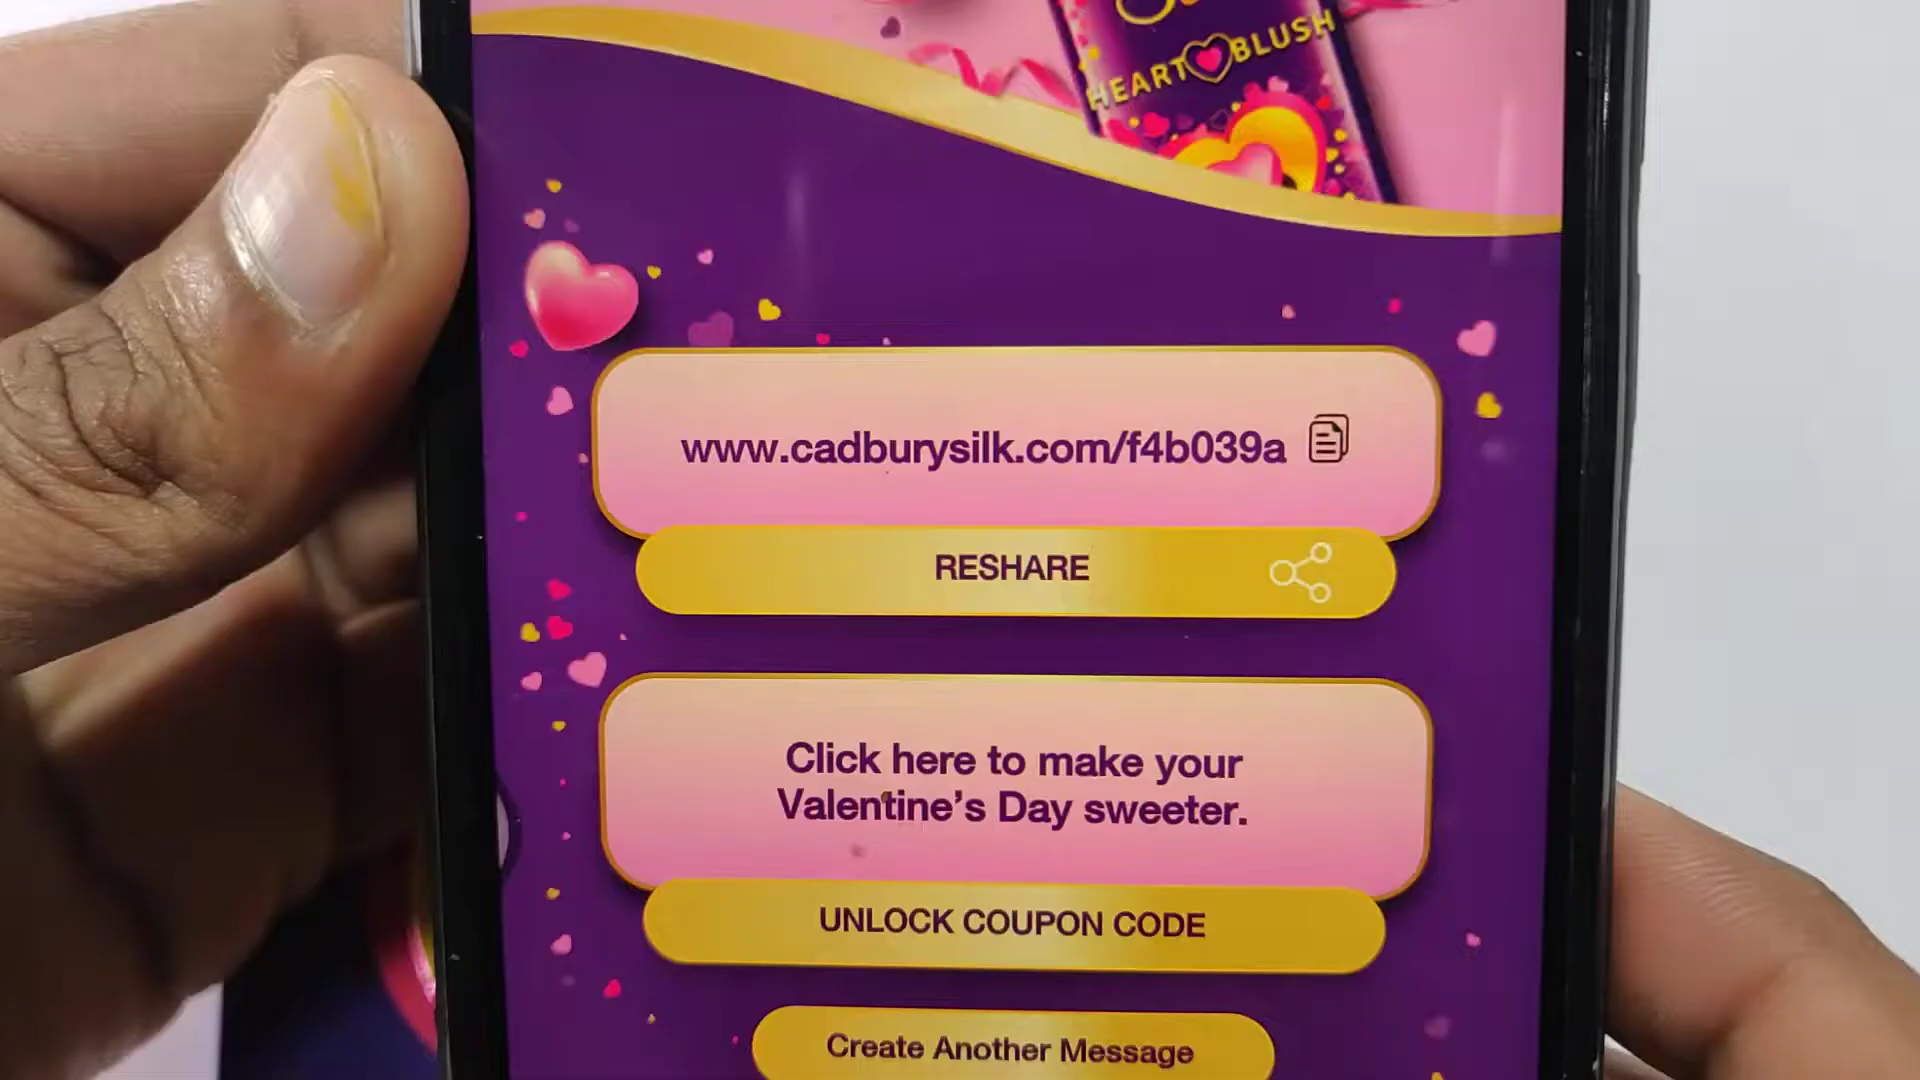 HEART BLUSH
www.cadburysilk.com/f4b039a
RESHARE
Click here to make your
Valentine’s Day sweeter.
UNLOCK COUPON CODE
Create Another Message